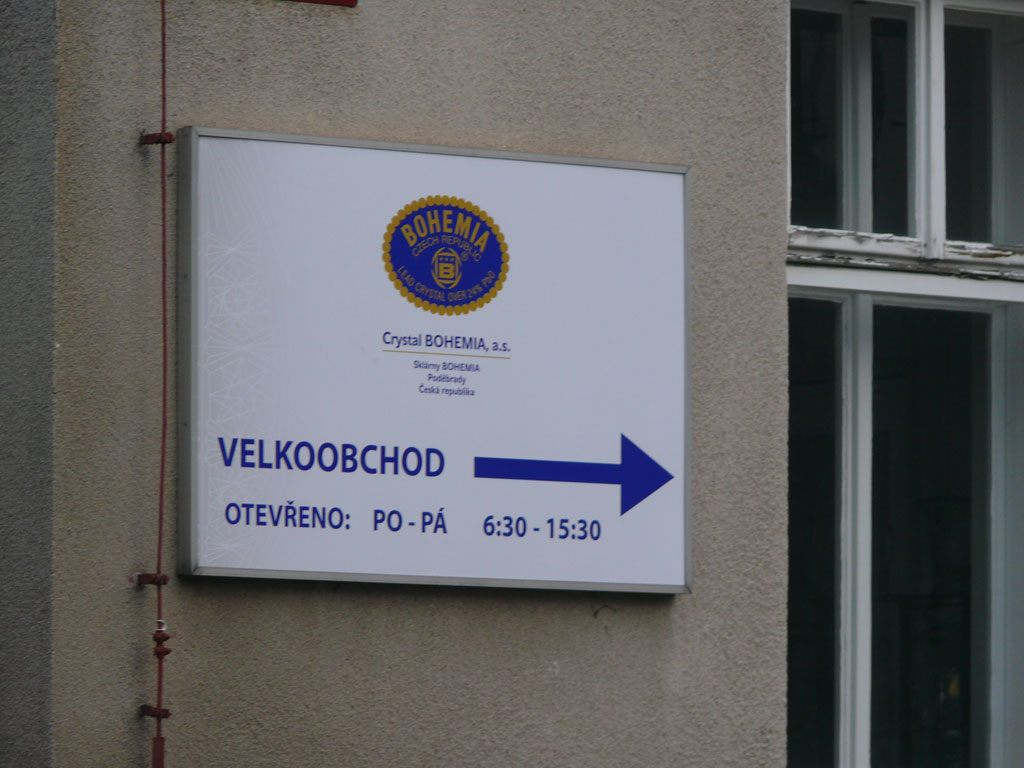 BOHEMIA
CZECH REPUBLIC
®
B
LEAD CRYSTAL OVER 24% PbO
Crystal BOHEMIA, a.s.
Sklárny BOHEMIA
Poděbrady
Česká republika
VELKOOBCHOD
OTEVŘENO: PO - PÁ 6:30 - 15:30